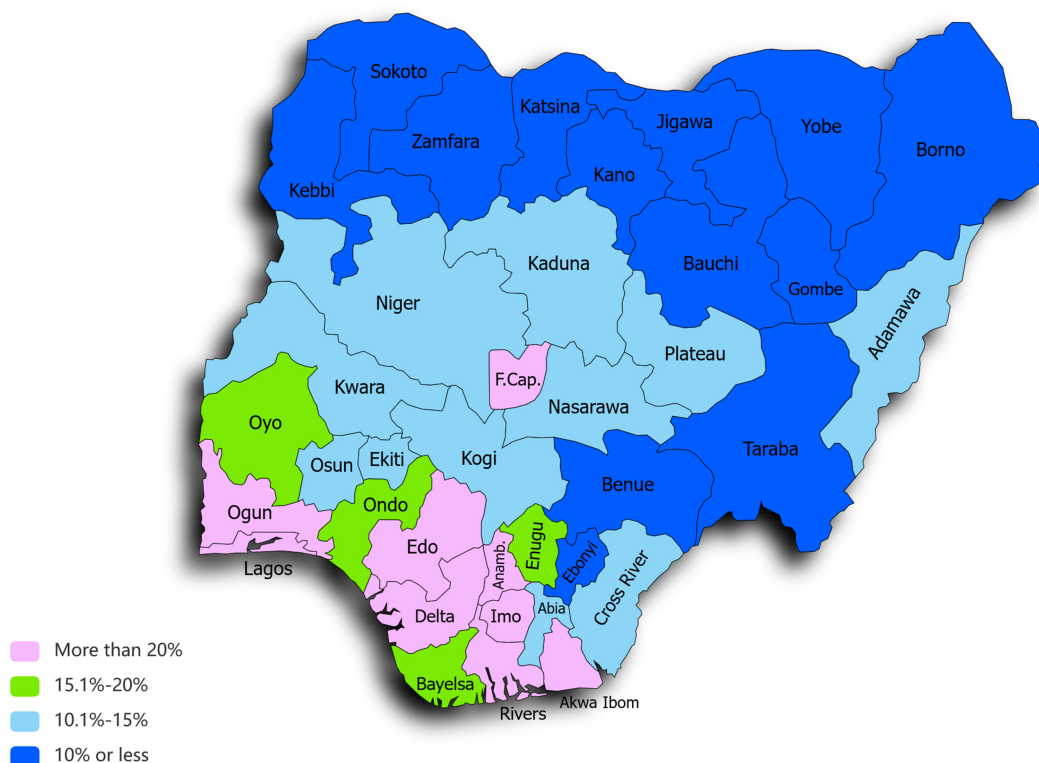 Sokoto
Katsina
Jigawa
Yobe
Zamfara
Borno
Kano
Kebbi
Kaduna
Bauchi
Gombe
Niger
Adamawa
Plateau
F.Cap.
Kwara
Nasarawa
Oyo
Taraba
Osun
Ekiti
Kogi
Benue
Ondo
Ogun
Edo
Enugu
Anamb.
Ebonyi
Lagos
Cross River
Delta
Imo
Abia
Bayelsa
Rivers
Akwa Ibom
More than 20%
15.1%-20%
10.1%-15%
10% or less